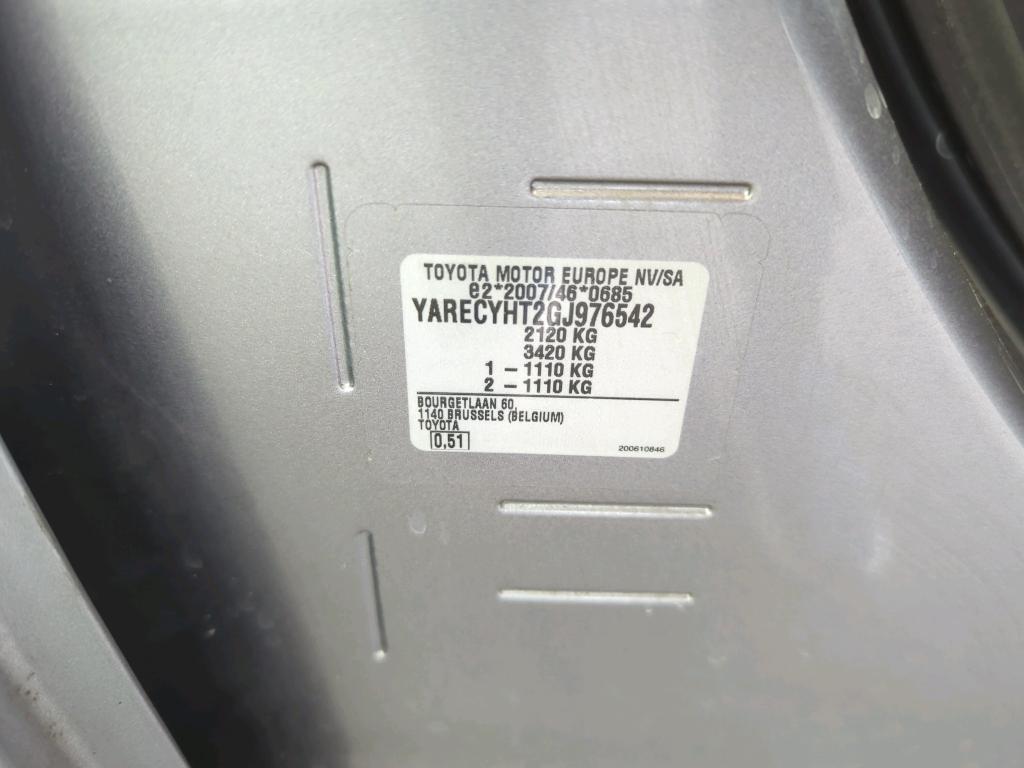 TOYOTA MOTOR EUROPE NV/SA
e2*2007/46*0685
YARECYHT2GJ976542
2120 KG
3420 KG
1 – 1110 KG
2 – 1110 KG
BOURGETLAAN 60,
1140 BRUSSELS (BELGIUM)
TOYOTA
0,51
200610846